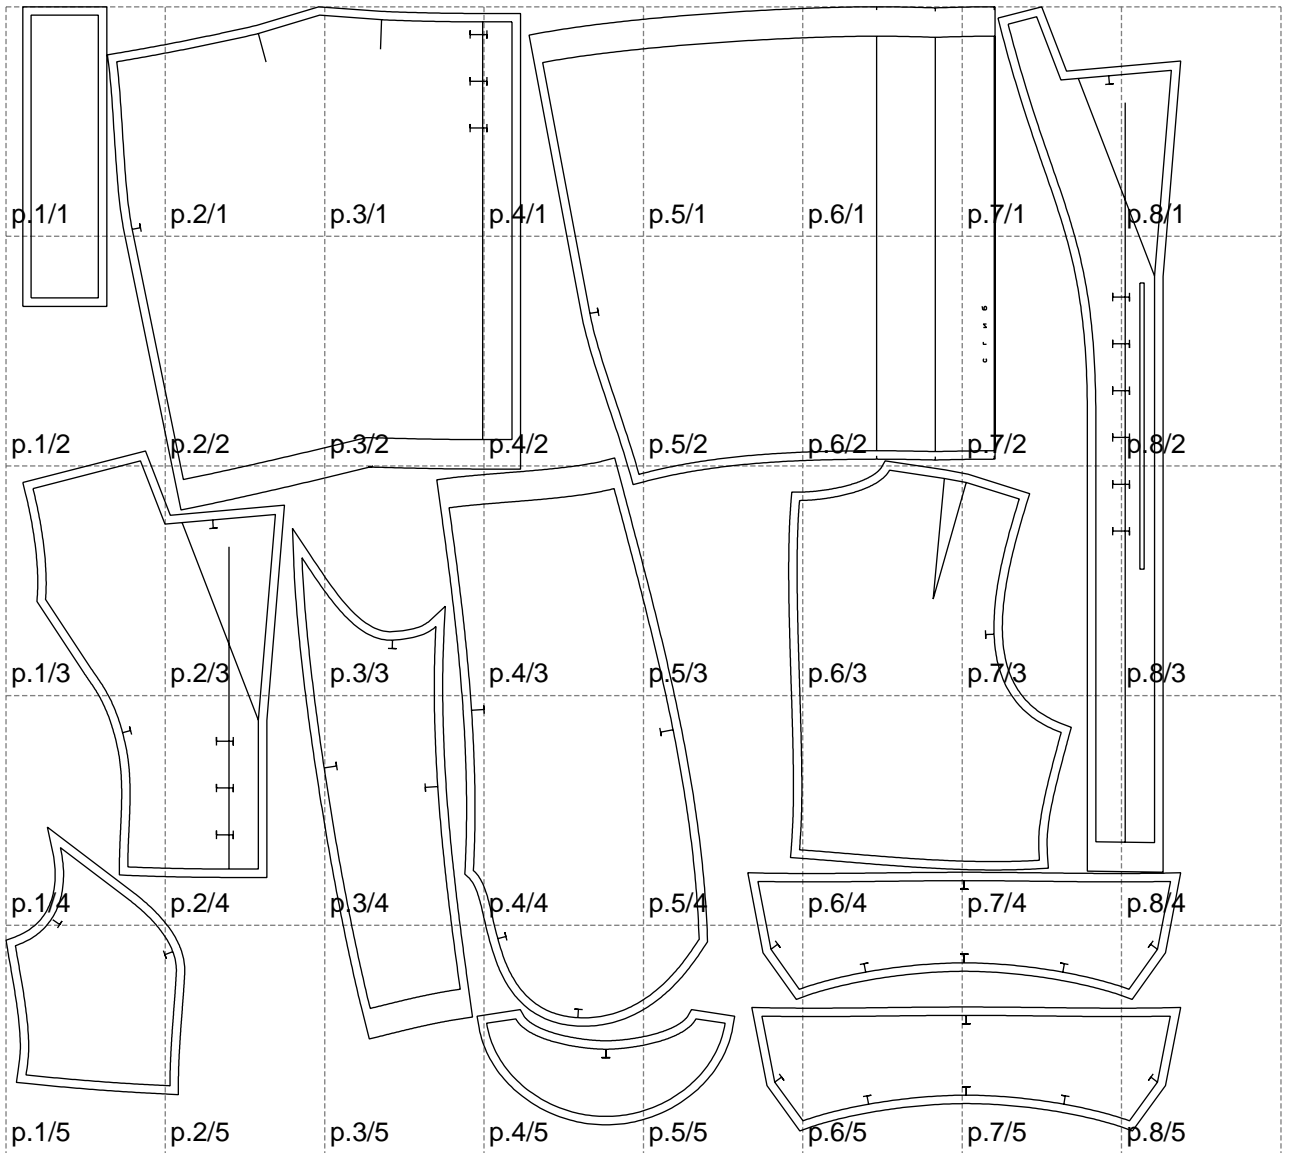 p.1/1 p.2/1 p.3/1 p.4/1 p.5/1 p.6/1 p.7/1 p.8/1
сгиб
p.1/2 p.2/2 p.3/2 p.4/2 p.5/2 p.6/2 p.7/2 p.8/2
p.1/3 p.2/3 p.3/3 p.4/3 p.5/3 p.6/3 p.7/3 p.8/3
p.1/4 p.2/4 p.3/4 p.4/4 p.5/4 p.6/4 p.7/4 p.8/4
p.1/5 p.2/5 p.3/5 p.4/5 p.5/5 p.6/5 p.7/5 p.8/5